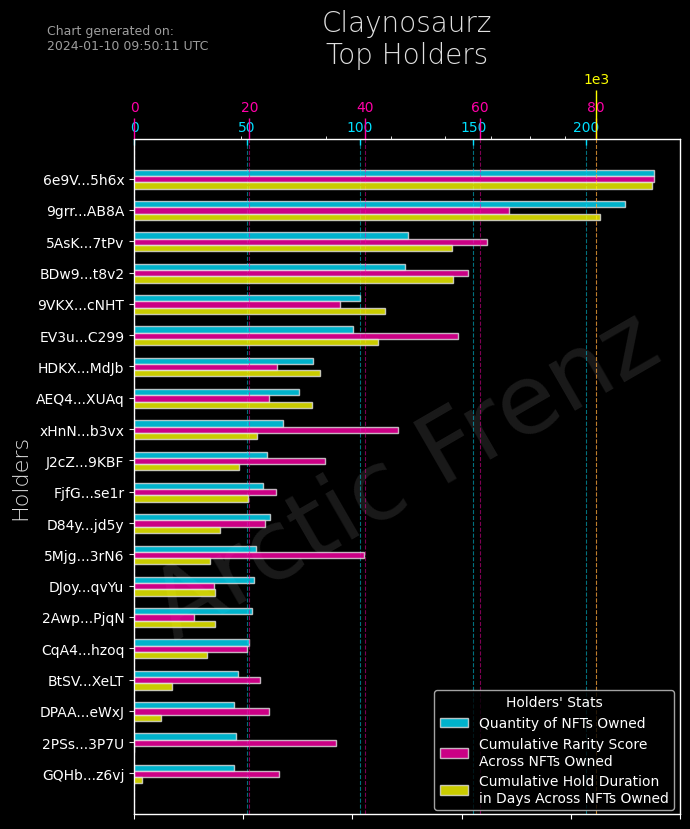 Chart generated on:
2024-01-10 09:50:11 UTC
Claynosaurz
Top Holders
1e3
0 20 40 60 80
0 50 100 150 200
6e9V...5h6x
9grr...AB8A
5AsK...7tPv
BDw9...t8v2
9VKX...cNHT
EV3u...C299
HDKX...MdJb
AEQ4...XUAq
xHnN...b3vx
J2cZ...9KBF
FjfG...se1r
D84y...jd5y
5Mjg...3rN6
DJoy...qvYu
2Awp...PjqN
CqA4...hzoq
BtSV...XeLT
DPAA...eWxJ
2PSs...3P7U
GQHb...z6vj
Holders
Arctic Frenz
Holders' Stats
Quantity of NFTs Owned
Cumulative Rarity Score
Across NFTs Owned
Cumulative Hold Duration
in Days Across NFTs Owned